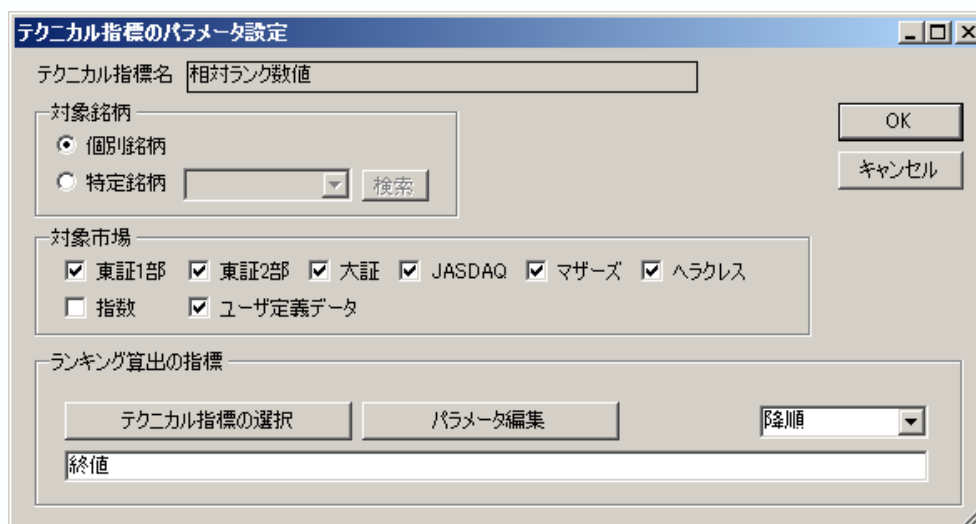 テクニカル指標のパラメータ設定
テクニカル指標名 相対ランク数値
対象銘柄
OK
個別銘柄
キャンセル
特定銘柄 検索
対象市場
東証1部 東証2部 大証 JASDAQ マザーズ ヘラクレス
指数 ユーザ定義データ
ランキング算出の指標
テクニカル指標の選択 パラメータ編集 降順
終値